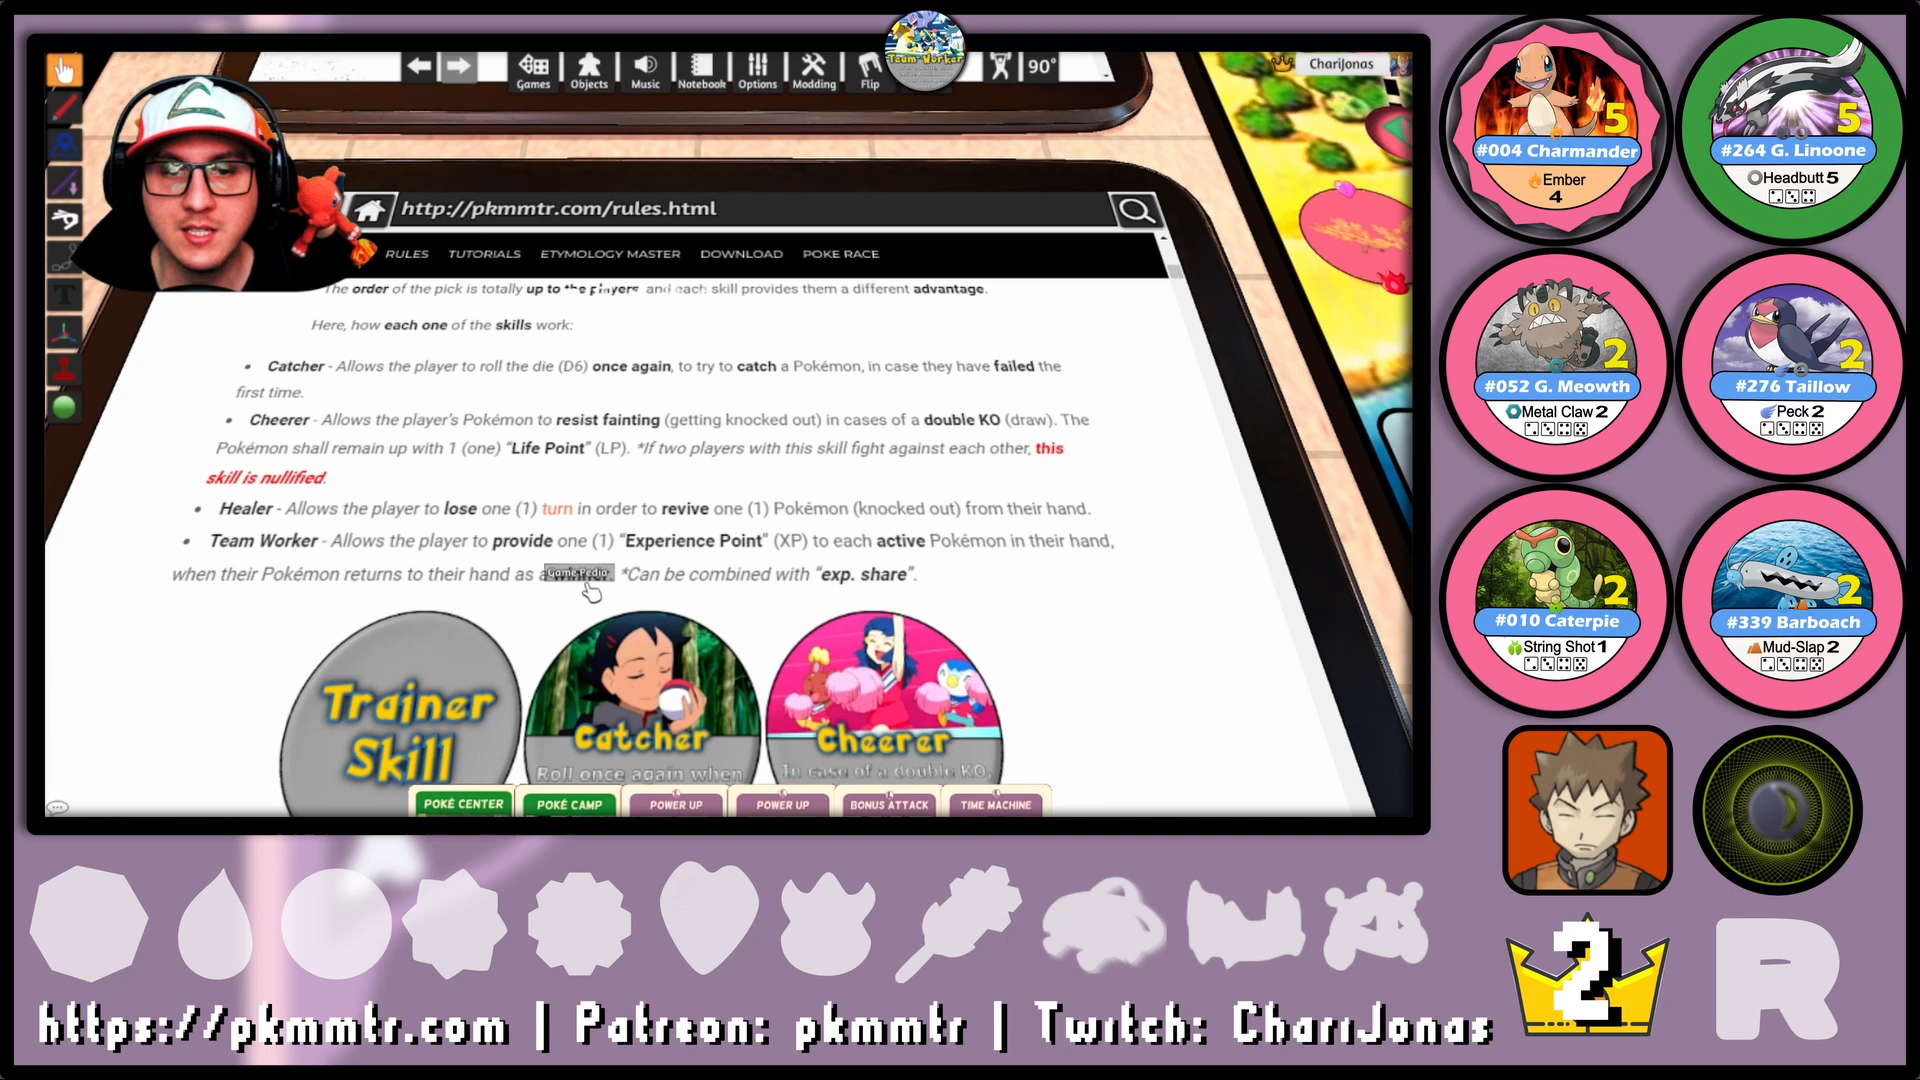 Games Objects Music Notebook Options Modding Flip
Team Worker
90°
ChariJonas
http://pkmmtr.com/rules.html
RULES TUTORIALS ETYMOLOGY MASTER DOWNLOAD POKE RACE
The order of the pick is totally up to the players and each skill provides them a different advantage.
Here, how each one of the skills work:
• Catcher - Allows the player to roll the die (D6) once again, to try to catch a Pokémon, in case they have failed the
first time.
• Cheerer - Allows the player's Pokémon to resist fainting (getting knocked out) in cases of a double KO (draw). The
Pokémon shall remain up with 1 (one) "Life Point" (LP). *If two players with this skill fight against each other, this
skill is nullified.
• Healer - Allows the player to lose one (1) turn in order to revive one (1) Pokémon (knocked out) from their hand.
• Team Worker - Allows the player to provide one (1) "Experience Point" (XP) to each active Pokémon in their hand,
when their Pokémon returns to their hand as a *Can be combined with "exp. share".
Game Pedia
Trainer
Skill
Catcher
Roll once again when
Cheerer
In case of a double KO,
POKÉ CENTER
POKÉ CAMP
POWER UP
POWER UP
BONUS ATTACK
TIME MACHINE
5
#004 Charmander
Ember
4
5
#264 G. Linoone
Headbutt 5
2
#052 G. Meowth
Metal Claw 2
2
#276 Taillow
Peck 2
2
#010 Caterpie
String Shot 1
2
#339 Barboach
Mud-Slap 2
2
R
https://pkmmtr.com | Patreon: pkmmtr | Twitch: ChariJonas